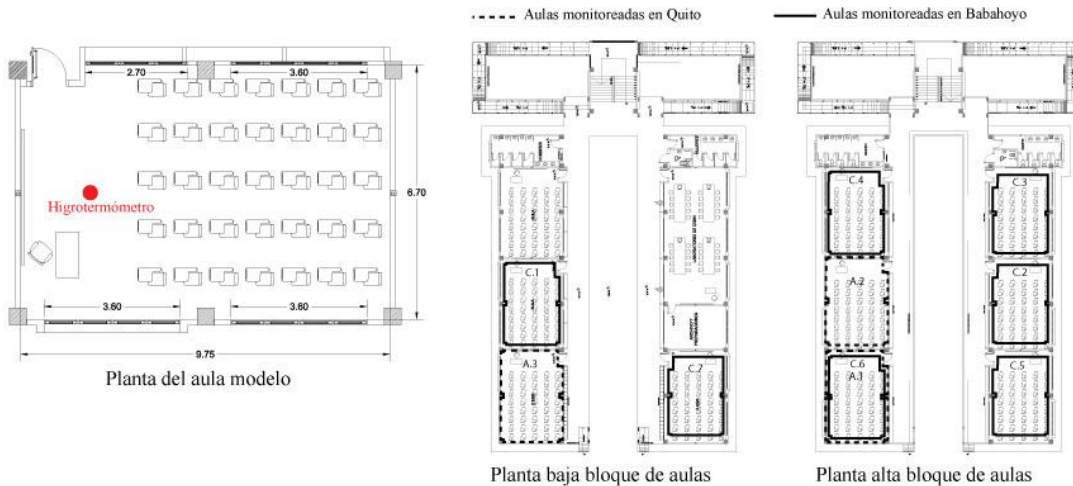 Aulas monitoreadas en Quito
Aulas monitoreadas en Babahoyo
2.70
3.60
6.70
Higrotermómetro
3.60
3.60
9.75
Planta del aula modelo
C.1
A.3
C.7
Planta baja bloque de aulas
C.4
C.3
A.2
C.2
C.6
A.1
C.5
Planta alta bloque de aulas